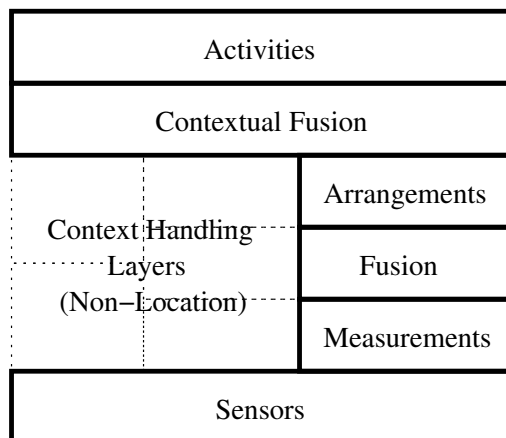 Activities
Contextual Fusion
Arrangements
Context Handling
Layers
(Non−Location)
Fusion
Measurements
Sensors